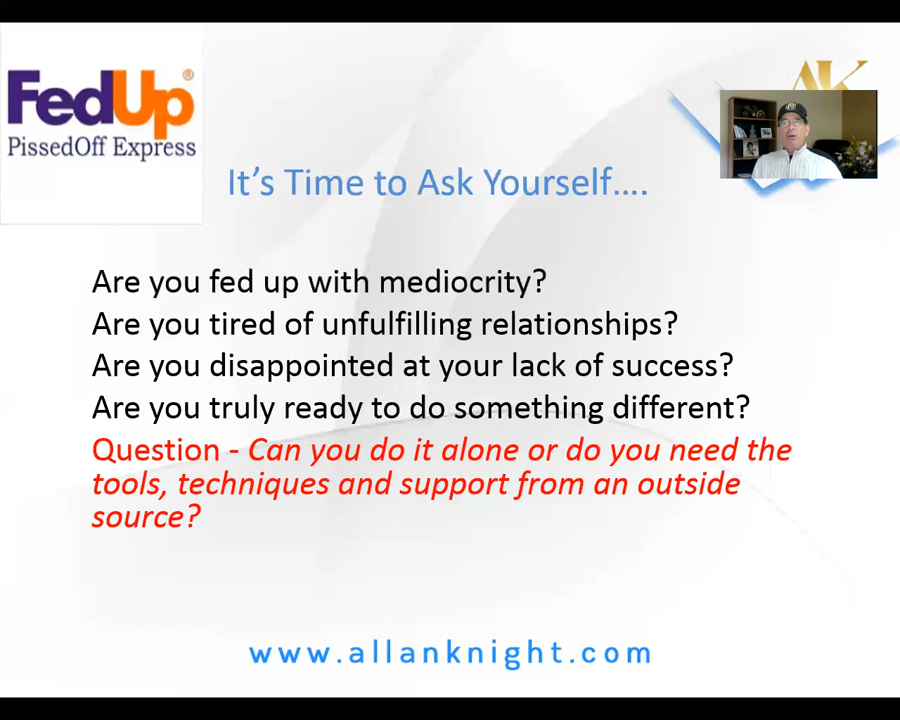 FedUp®
PissedOff Express
AK
It's Time to Ask Yourself....
Are you fed up with mediocrity?
Are you tired of unfulfilling relationships?
Are you disappointed at your lack of success?
Are you truly ready to do something different?
Question - Can you do it alone or do you need the
tools, techniques and support from an outside
source?
www.allanknight.com